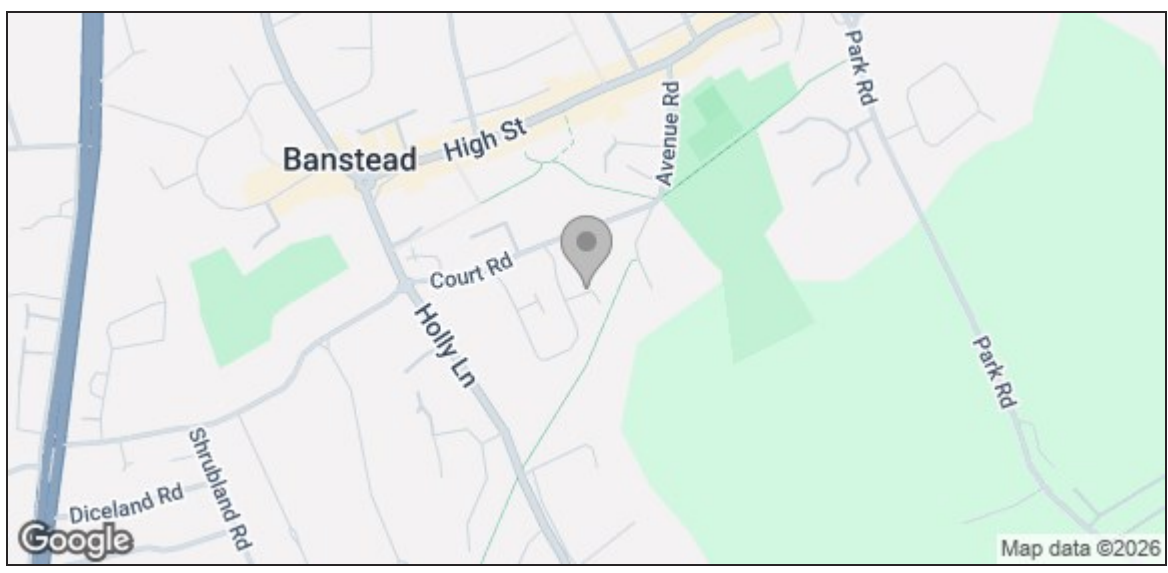 Park Rd
Avenue Rd
High St
Banstead
Court Rd
Holly Ln
Park Rd
Shrubland Rd
Diceland Rd
Google
Map data ©2026